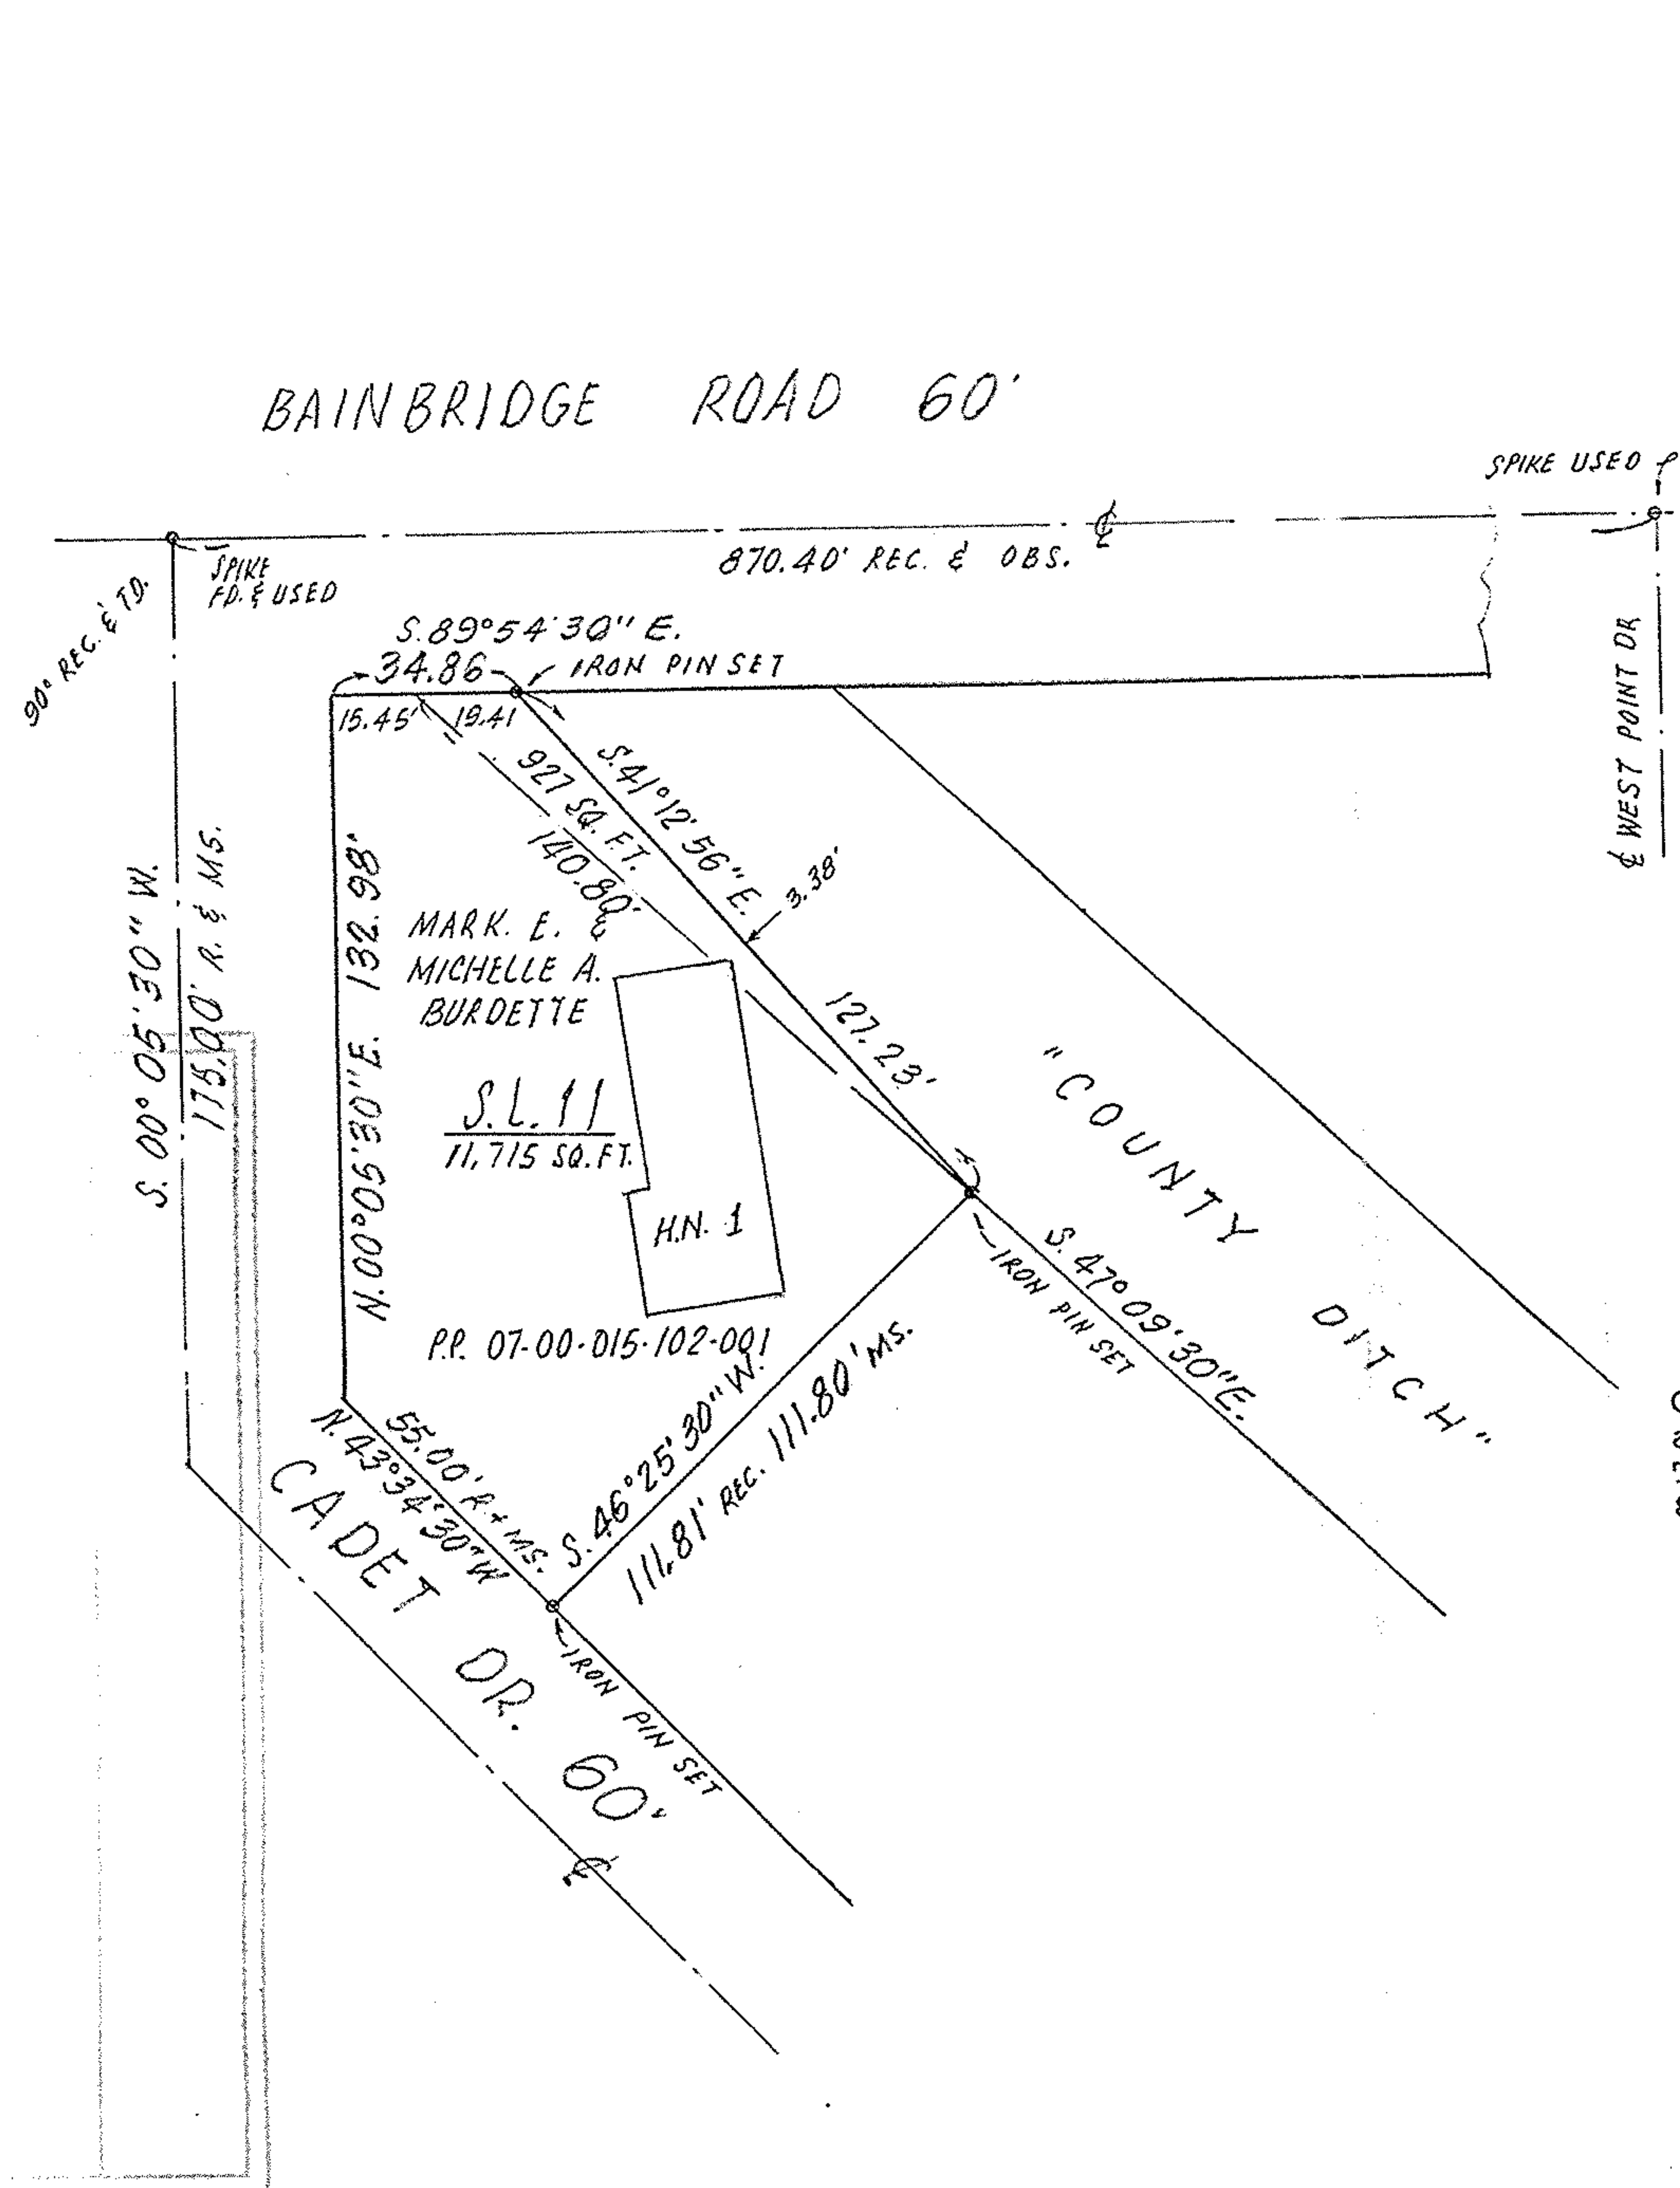 BAINBRIDGE ROAD 60'
SPIKE USED
℄
870.40' REC. & OBS.
SPIKE
FD. & USED
90° REC. & TD.
S.89°54'30" E.
34.86
IRON PIN SET
15.45'
19.41
℄ WEST POINT DR
S.41°12'56" E.
127.23'
927 SQ. FT.
140.80'
3.38'
S. 00° 05' 30" W.
175.00' R. & MS.
N.00°05'30"E. 132.98'
MARK. E. &
MICHELLE A.
BURDETTE
S.L. 11
11,715 SQ.FT.
H.N. 1
P.P. 07-00-015-102-001
"COUNTY DITCH"
IRON PIN SET
S. 47°09'30"E.
S. 46°25'30" W.
111.81' REC. 111.80' MS.
55.00' R. & MS.
N. 43°34'30"W
CADET DR. 60'
IRON PIN SET
℄